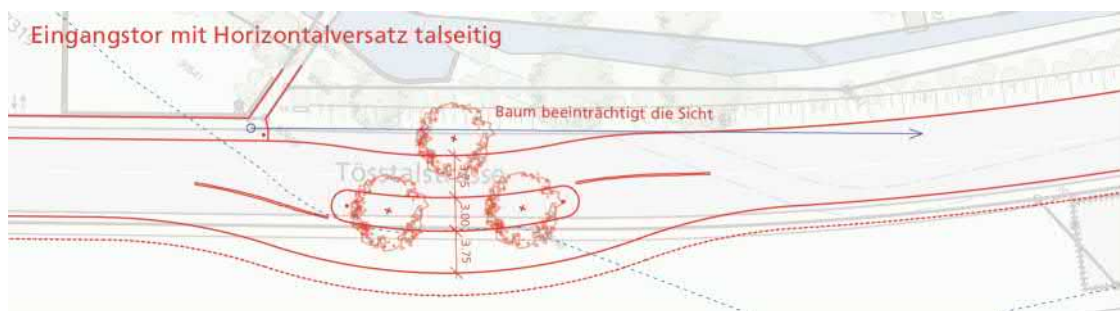 Eingangstor mit Horizontalversatz talseitig
Baum beeinträchtigt die Sicht
Tösstalstrasse
3.00
3.75